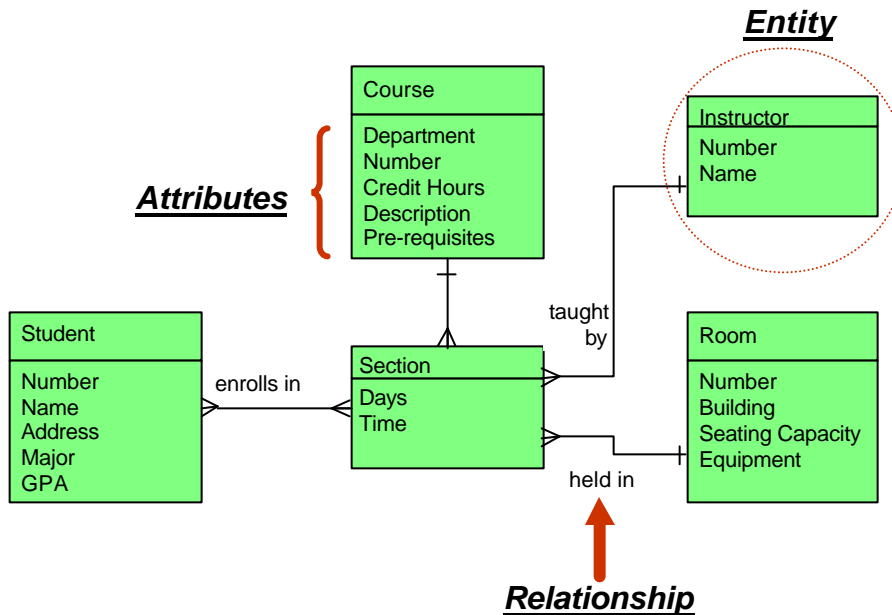 Entity
Course
Department
Number
Credit Hours
Description
Pre-requisites
Attributes
Instructor
Number
Name
Student
Number
Name
Address
Major
GPA
enrolls in
Section
Days
Time
taught
by
Room
Number
Building
Seating Capacity
Equipment
held in
Relationship